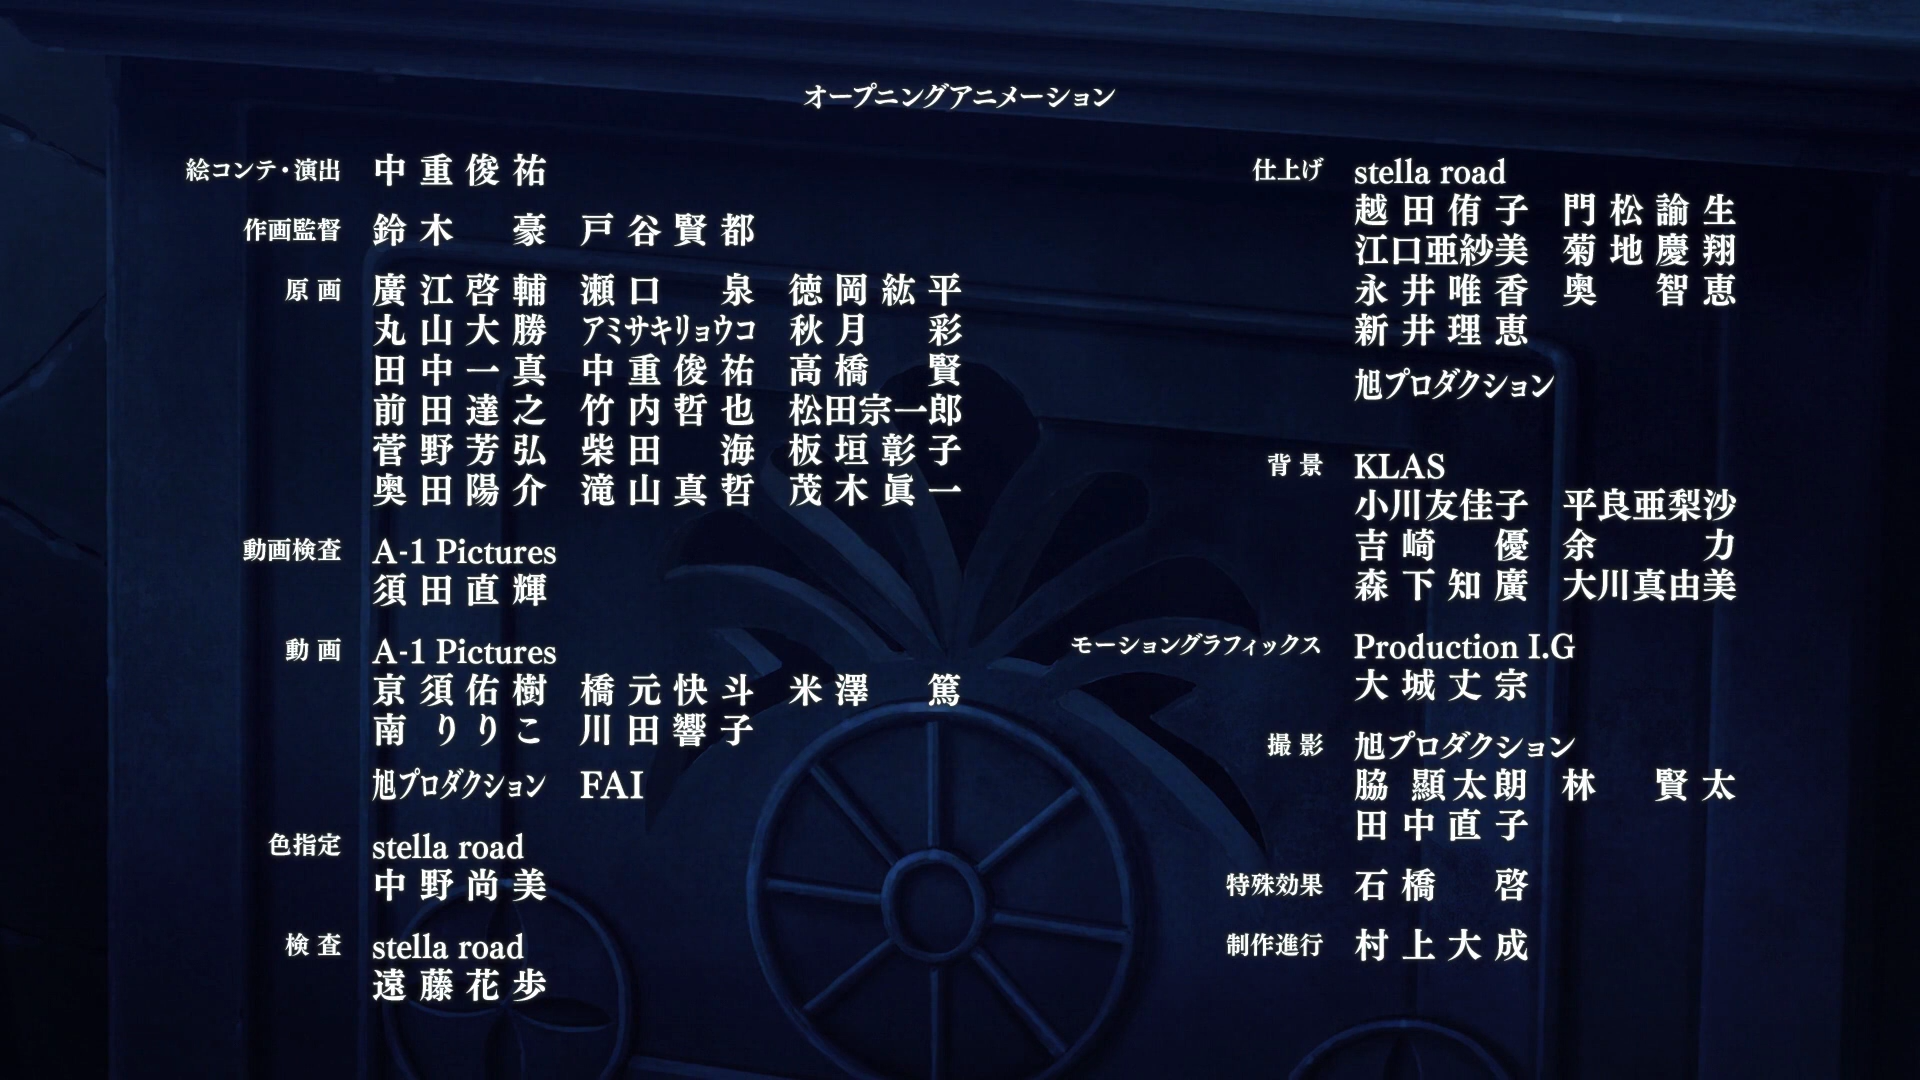 オープニングアニメーション
絵コンテ・演出 中重俊祐
作画監督 鈴木 豪 戸谷賢都
原画 廣江啓輔 瀬口 泉 徳岡紘平
丸山大勝 アミサキリョウコ 秋月 彩
田中一真 中重俊祐 高橋 賢
前田達之 竹内哲也 松田宗一郎
菅野芳弘 柴田 海 板垣彰子
奥田陽介 滝山真哲 茂木眞一
動画検査 A-1 Pictures
須田直輝
動画 A-1 Pictures
京須佑樹 橋元快斗 米澤 篤
南 りりこ 川田響子
旭プロダクション FAI
色指定 stella road
中野尚美
検査 stella road
遠藤花歩
仕上げ stella road
越田侑子 門松諭生
江口亜紗美 菊地慶翔
永井唯香 奥 智恵
新井理恵
旭プロダクション
背景 KLAS
小川友佳子 平良亜梨沙
吉崎 優 余 力
森下知廣 大川真由美
モーショングラフィックス Production I.G
大城丈宗
撮影 旭プロダクション
脇 顯太朗 林 賢太
田中直子
特殊効果 石橋 啓
制作進行 村上大成